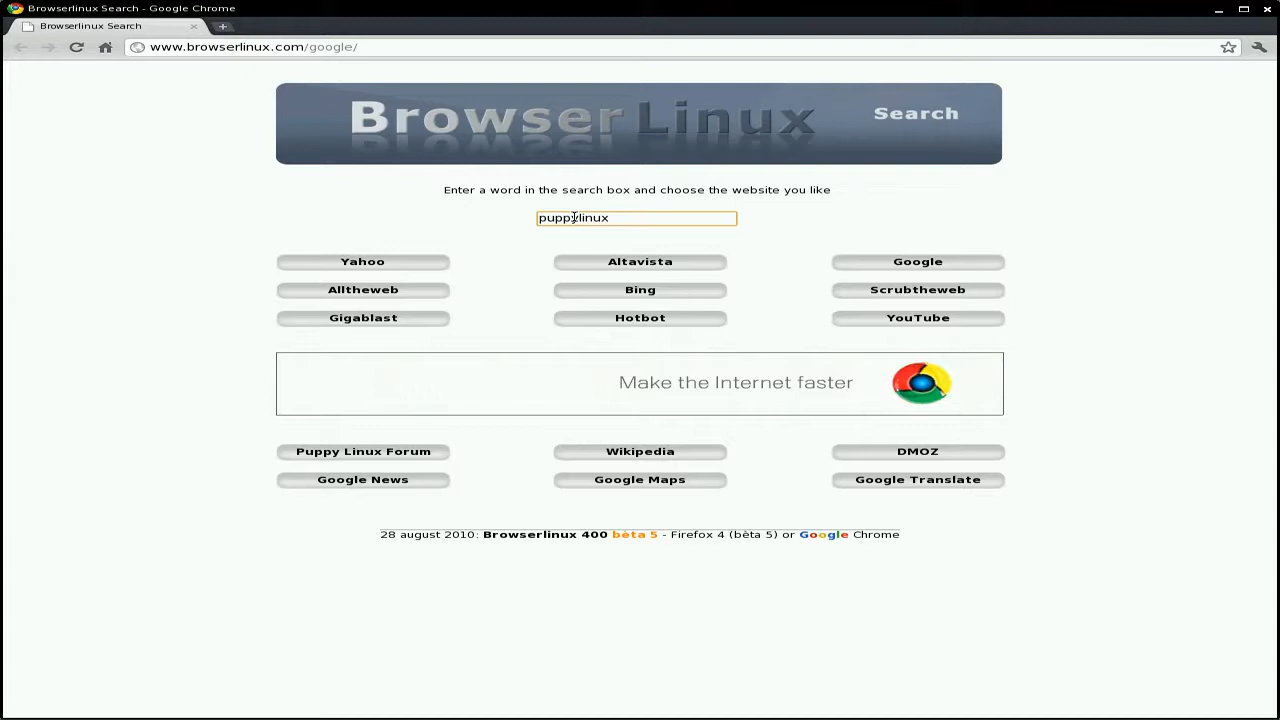 Browserlinux Search - Google Chrome
Browserlinux Search
www.browserlinux.com/google/
BrowserLinux Search
Enter a word in the search box and choose the website you like
puppylinux
Yahoo Altavista Google
Alltheweb Bing Scrubtheweb
Gigablast Hotbot YouTube
Make the Internet faster
Puppy Linux Forum Wikipedia DMOZ
Google News Google Maps Google Translate
28 august 2010: Browserlinux 400 bèta 5 - Firefox 4 (bèta 5) or Google Chrome